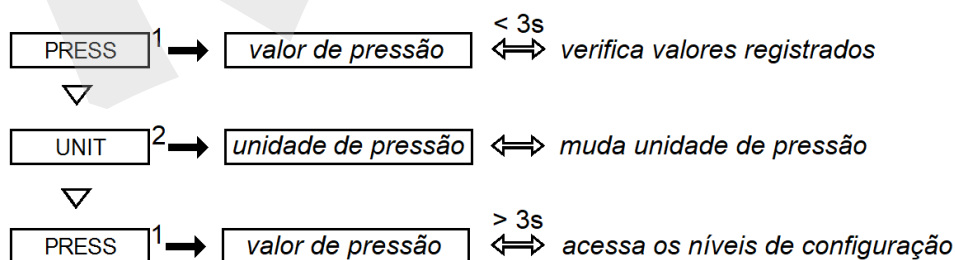 < 3s
PRESS 1 valor de pressão verifica valores registrados
UNIT 2 unidade de pressão muda unidade de pressão
> 3s
PRESS 1 valor de pressão acessa os níveis de configuração